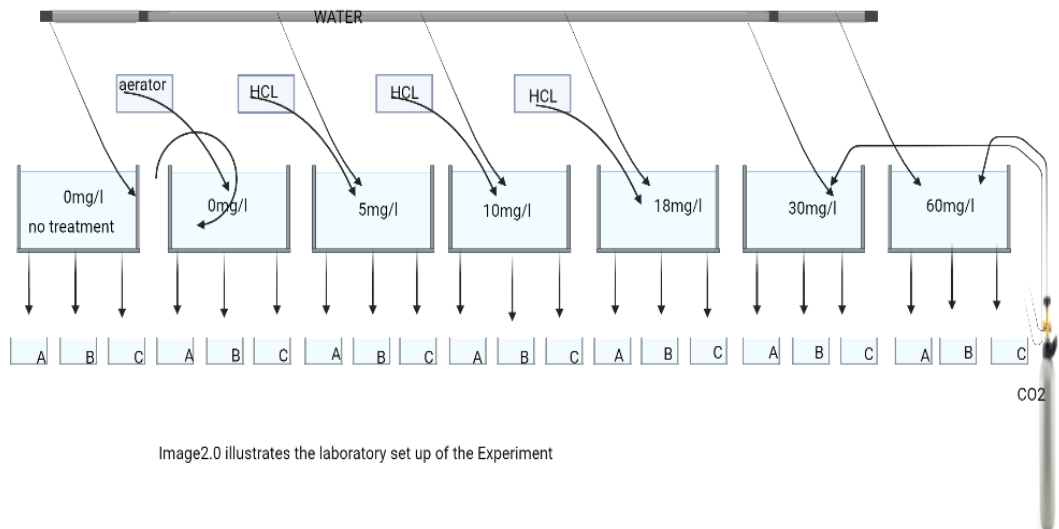 WATER
aerator
HCL
HCL
HCL
0mg/l
no treatment
0mg/l
5mg/l
10mg/l
18mg/l
30mg/l
60mg/l
A B C A B C A B C A B C A B C A B C A B C
CO2
Image2.0 illustrates the laboratory set up of the Experiment